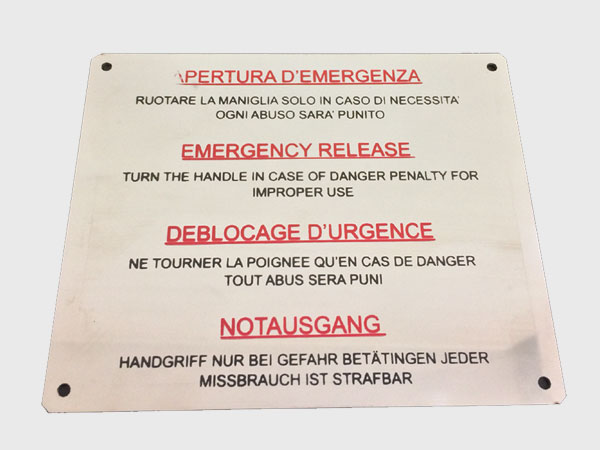 APERTURA D'EMERGENZA
RUOTARE LA MANIGLIA SOLO IN CASO DI NECESSITA'
OGNI ABUSO SARA' PUNITO
EMERGENCY RELEASE
TURN THE HANDLE IN CASE OF DANGER PENALTY FOR
IMPROPER USE
DEBLOCAGE D'URGENCE
NE TOURNER LA POIGNEE QU'EN CAS DE DANGER
TOUT ABUS SERA PUNI
NOTAUSGANG
HANDGRIFF NUR BEI GEFAHR BETÄTINGEN JEDER
MISSBRAUCH IST STRAFBAR